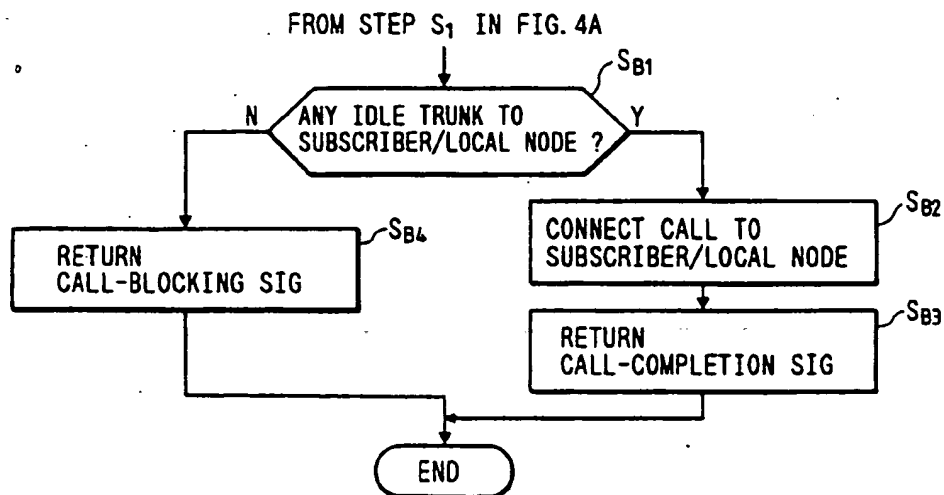 FROM STEP S1 IN FIG. 4A
SB1
N
ANY IDLE TRUNK TO
SUBSCRIBER/LOCAL NODE ?
Y
SB4
RETURN
CALL-BLOCKING SIG
SB2
CONNECT CALL TO
SUBSCRIBER/LOCAL NODE
SB3
RETURN
CALL-COMPLETION SIG
END